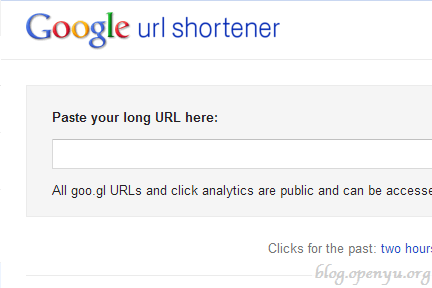 Google url shortener
Paste your long URL here:
All goo.gl URLs and click analytics are public and can be accesse
Clicks for the past: two hours
blog.openyu.org